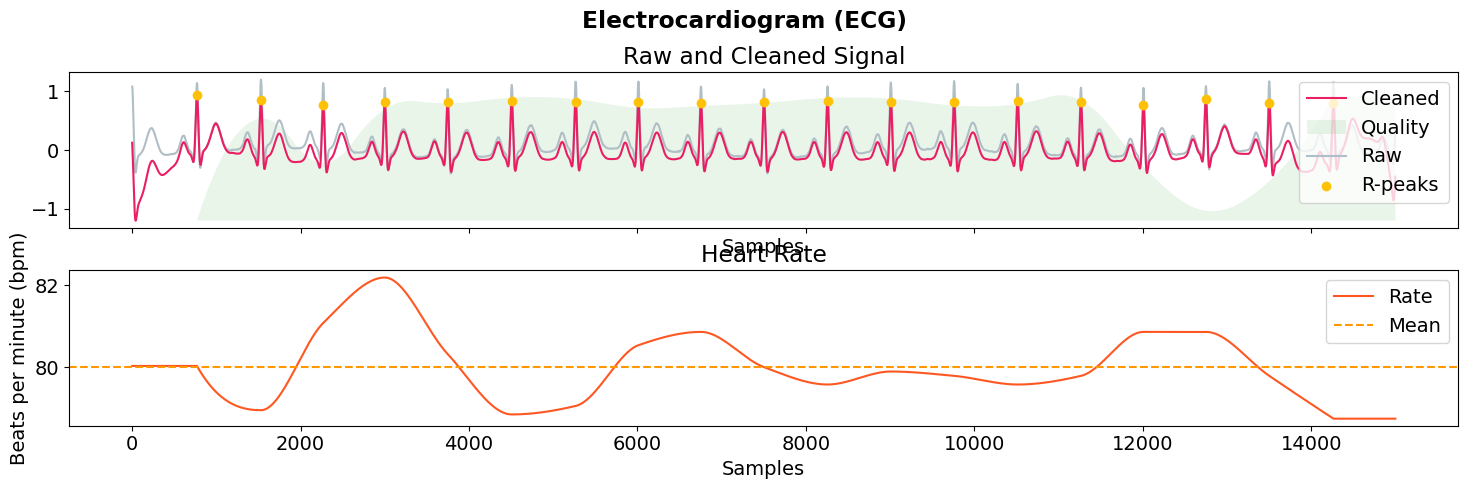 Electrocardiogram (ECG)
Raw and Cleaned Signal
1
0
−1
Cleaned
Quality
Raw
R-peaks
Samples
Heart Rate
Beats per minute (bpm)
82
80
Rate
Mean
0 2000 4000 6000 8000 10000 12000 14000
Samples